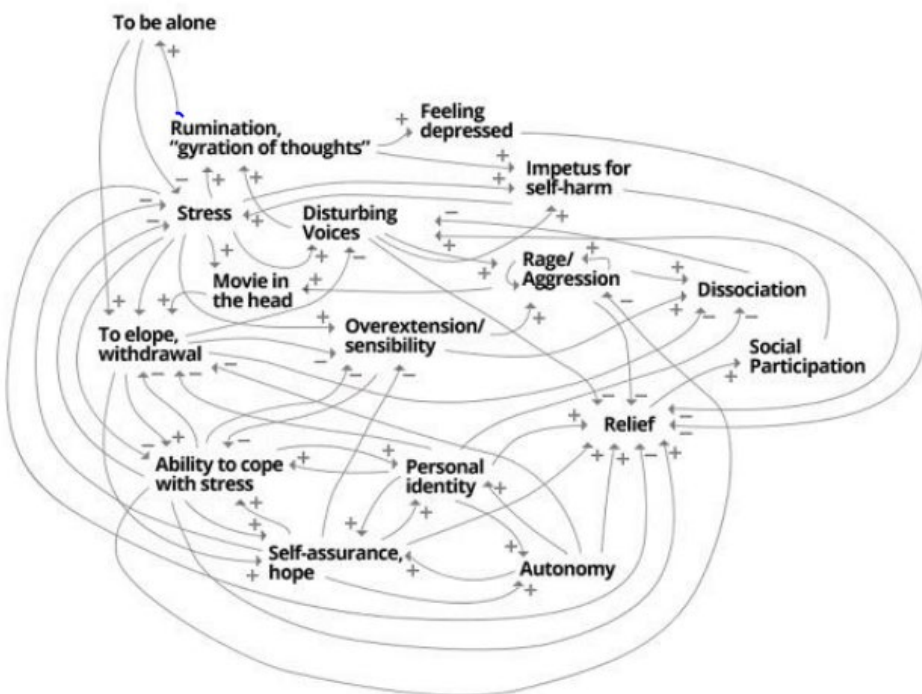 To be alone
Feeling
depressed
Rumination,
“gyration of thoughts”
Impetus for
self-harm
Stress
Disturbing
Voices
Rage/
Aggression
Movie in
the head
Dissociation
To elope,
withdrawal
Overextension/
sensibility
Social
Participation
Relief
Ability to cope
with stress
Personal
identity
Self-assurance,
hope
Autonomy